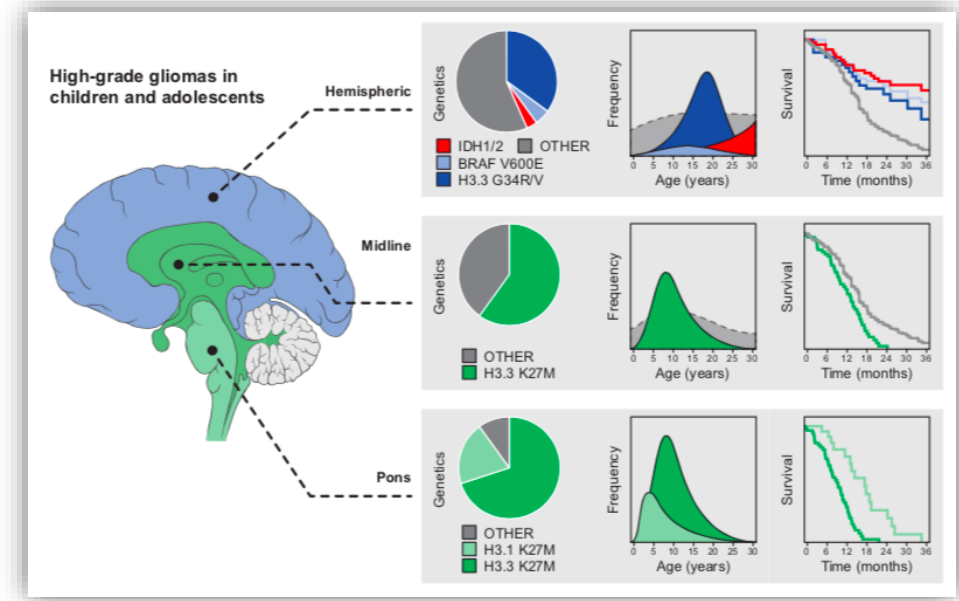 High-grade gliomas in
children and adolescents
Hemispheric
Genetics
IDH1/2 OTHER
BRAF V600E
H3.3 G34R/V
Frequency
0 5 10 15 20 25 30
Age (years)
Survival
0 6 12 18 24 30 36
Time (months)
Midline
Genetics
OTHER
H3.3 K27M
Frequency
0 5 10 15 20 25 30
Age (years)
Survival
0 6 12 18 24 30 36
Time (months)
Pons
Genetics
OTHER
H3.1 K27M
H3.3 K27M
Frequency
0 5 10 15 20 25 30
Age (years)
Survival
0 6 12 18 24 30 36
Time (months)